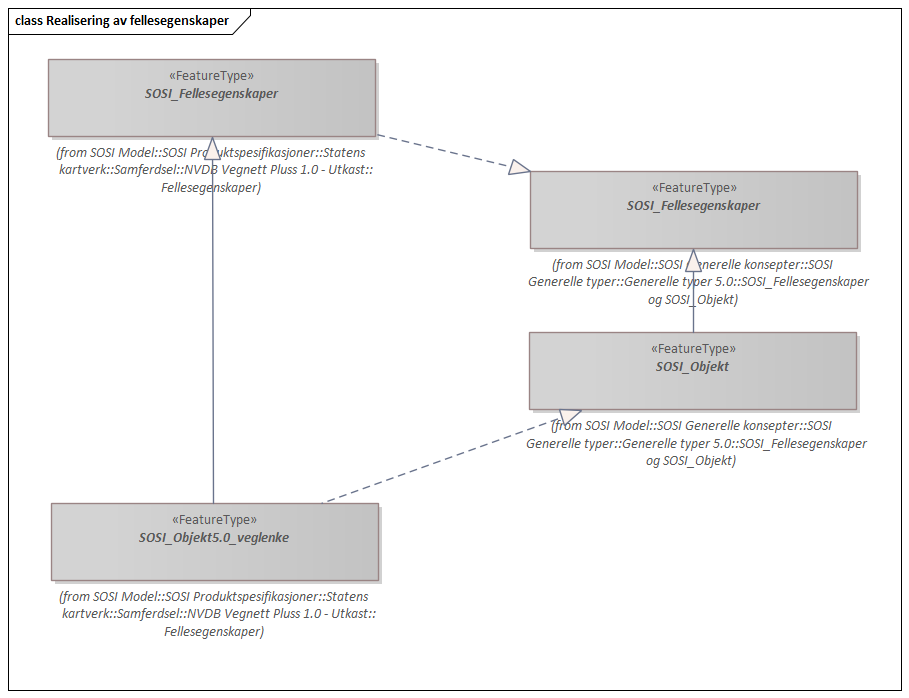 class Realisering av fellesegenskaper
«FeatureType»
SOSI_Fellesegenskaper
(from SOSI Model::SOSI Produktspesifikasjoner::Statens
kartverk::Samferdsel::NVDB Vegnett Pluss 1.0 - Utkast::
Fellesegenskaper)
«FeatureType»
SOSI_Fellesegenskaper
(from SOSI Model::SOSI Generelle konsepter::SOSI
Generelle typer::Generelle typer 5.0::SOSI_Fellesegenskaper
og SOSI_Objekt)
«FeatureType»
SOSI_Objekt
(from SOSI Model::SOSI Generelle konsepter::SOSI
Generelle typer::Generelle typer 5.0::SOSI_Fellesegenskaper
og SOSI_Objekt)
«FeatureType»
SOSI_Objekt5.0_veglenke
(from SOSI Model::SOSI Produktspesifikasjoner::Statens
kartverk::Samferdsel::NVDB Vegnett Pluss 1.0 - Utkast::
Fellesegenskaper)